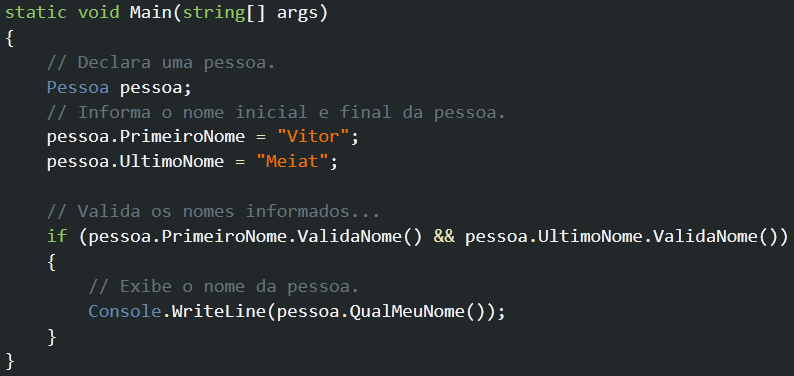 static void Main(string[] args)
{
    // Declara uma pessoa.
    Pessoa pessoa;
    // Informa o nome inicial e final da pessoa.
    pessoa.PrimeiroNome = "Vitor";
    pessoa.UltimoNome = "Meiat";

    // Valida os nomes informados...
    if (pessoa.PrimeiroNome.ValidaNome() && pessoa.UltimoNome.ValidaNome())
    {
        // Exibe o nome da pessoa.
        Console.WriteLine(pessoa.QualMeuNome());
    }
}